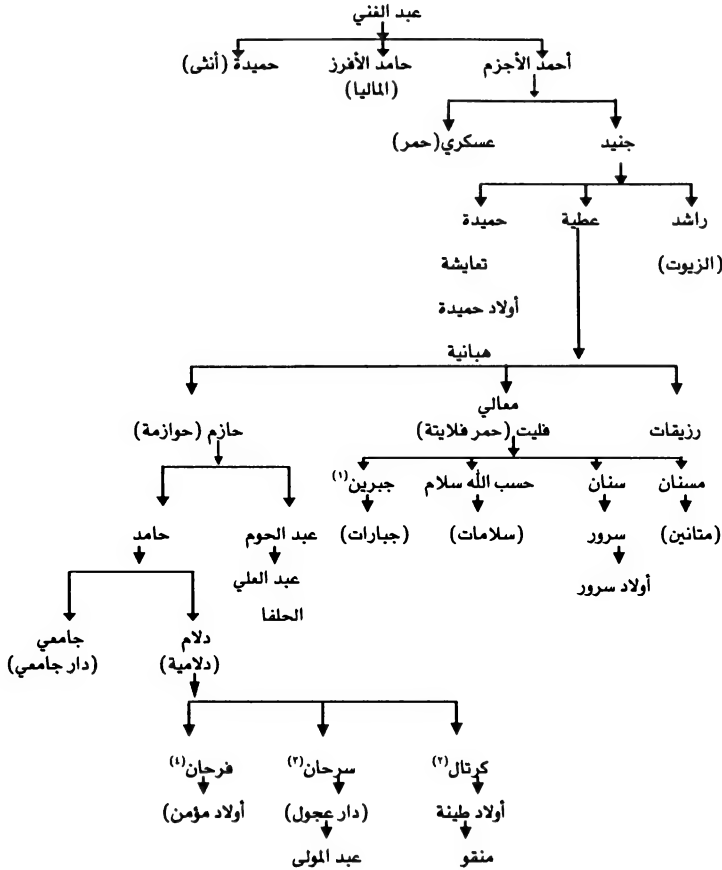 عبد الغني
أحمد الأجزم حامد الأفرز حميدة (أنثى)
(الماليا)
جنيد عسكري (حمر)
راشد عطية حميدة
(الزيوت) تعايشة
أولاد حميدة
هبانية
معالي
رزيقات فليت (حمر فلايتة) حازم (حوازمة)
مسنان سنان حسب الله سلام جبرين(١)
(متانين) سرور (سلامات) (جبارات) عبد الحوم حامد
أولاد سرور عبد العلي
الحلفا
دلام جامعي
(دلامية) (دار جامعي)
كرتال(٢) سرحان(٣) فرحان(٤)
أولاد طينة (دار عجول) أولاد مؤمن)
منقو عبد المولى